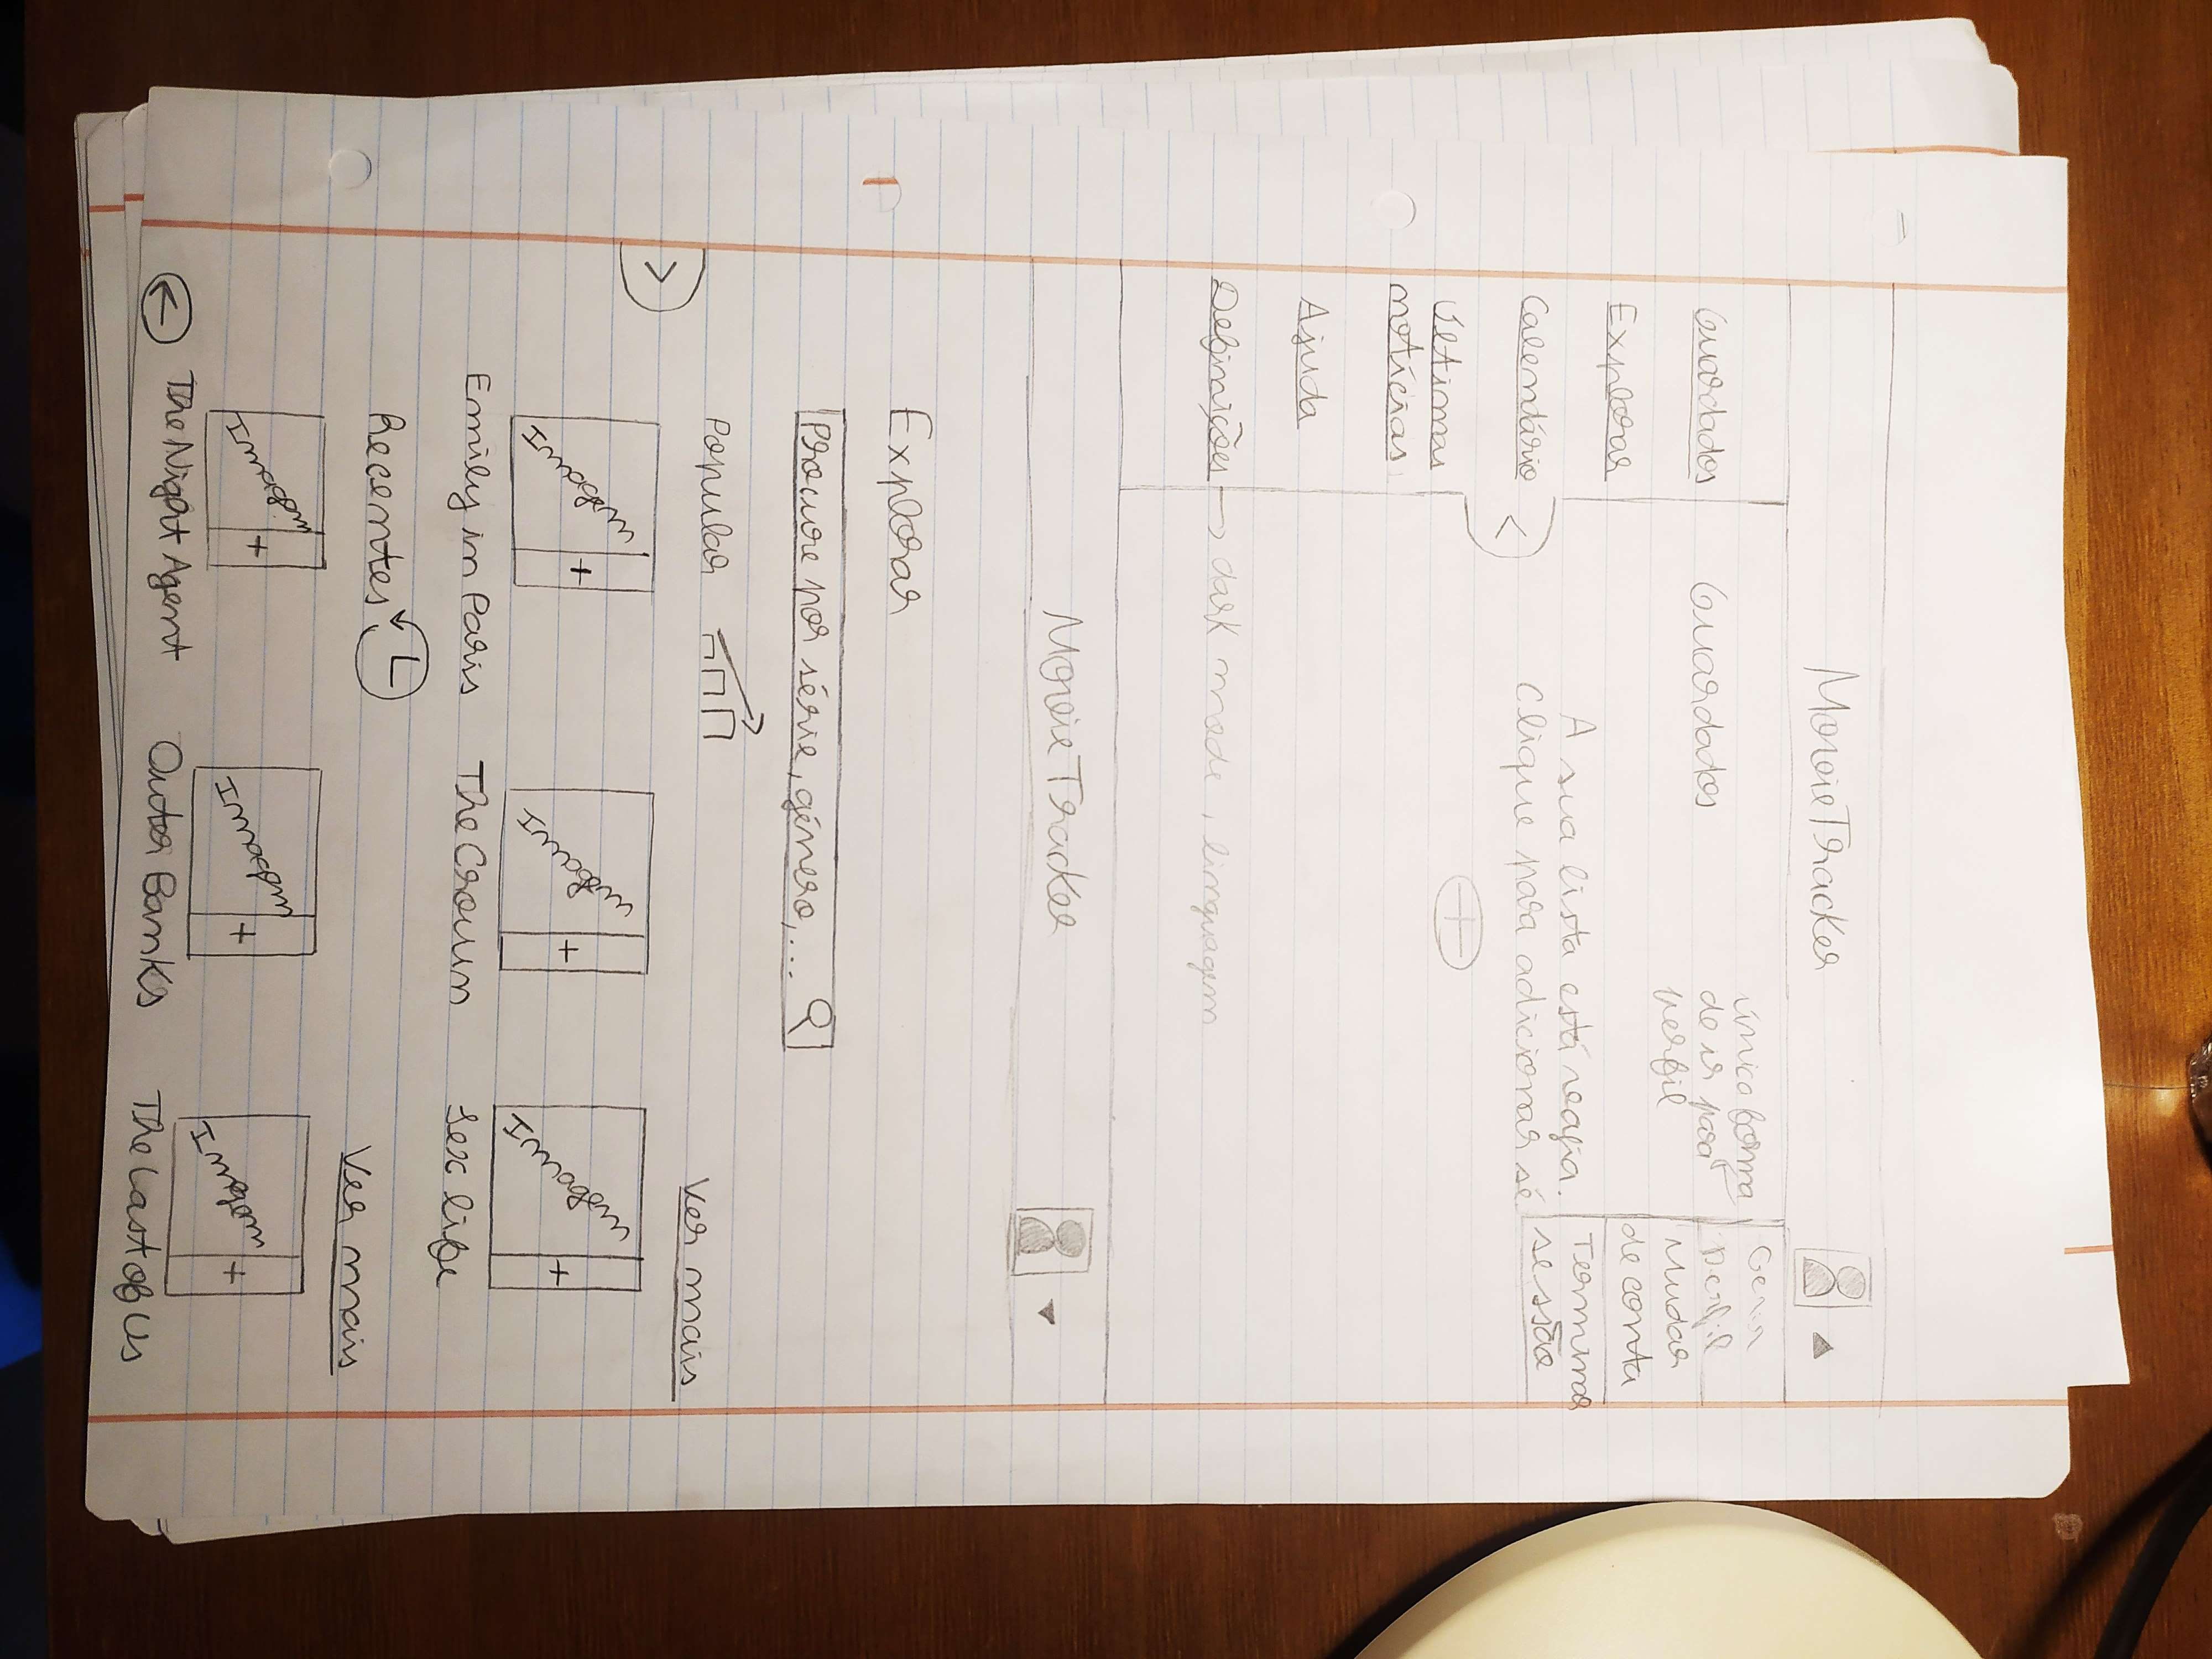 MovieTracker
Guardados
Explorar
Calendário
<
Últimas
notícias
Ajuda
Definições → dark mode, linguagem
Guardados
única forma
de ir para
perfil
Gerir
Perfil
Mudar
de conta
Terminar
sessão
A sua lista está vazia.
Clique para adicionar sé
+
MovieTracker
Explorar
Procure por série, género,...
Popular
Ver mais
>
Imagem +
Imagem +
Imagem +
Emily in Paris
The Crown
Sex life
Recentes
Ver mais
Imagem +
Imagem +
Imagem +
←
The Night Agent
Outer Banks
The Last of Us